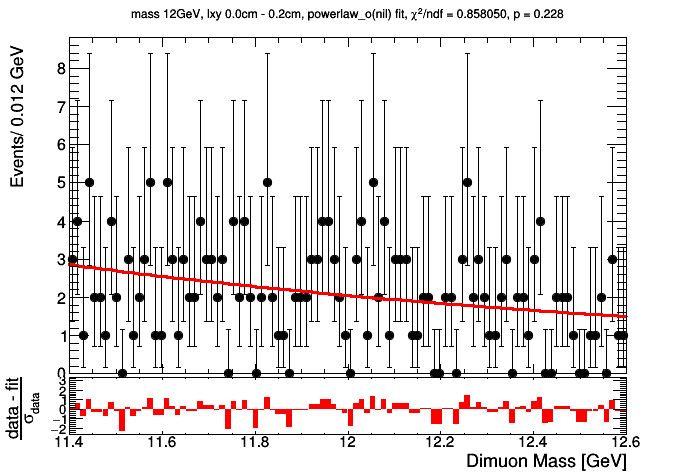 mass 12GeV, lxy 0.0cm - 0.2cm, powerlaw_o(nil) fit, χ²/ndf = 0.858050, p = 0.228
Events/ 0.012 GeV
8
7
6
5
4
3
2
1
0
data - fit
σdata
3
2
1
0
−1
−2
11.4 11.6 11.8 12 12.2 12.4 12.6
Dimuon Mass [GeV]